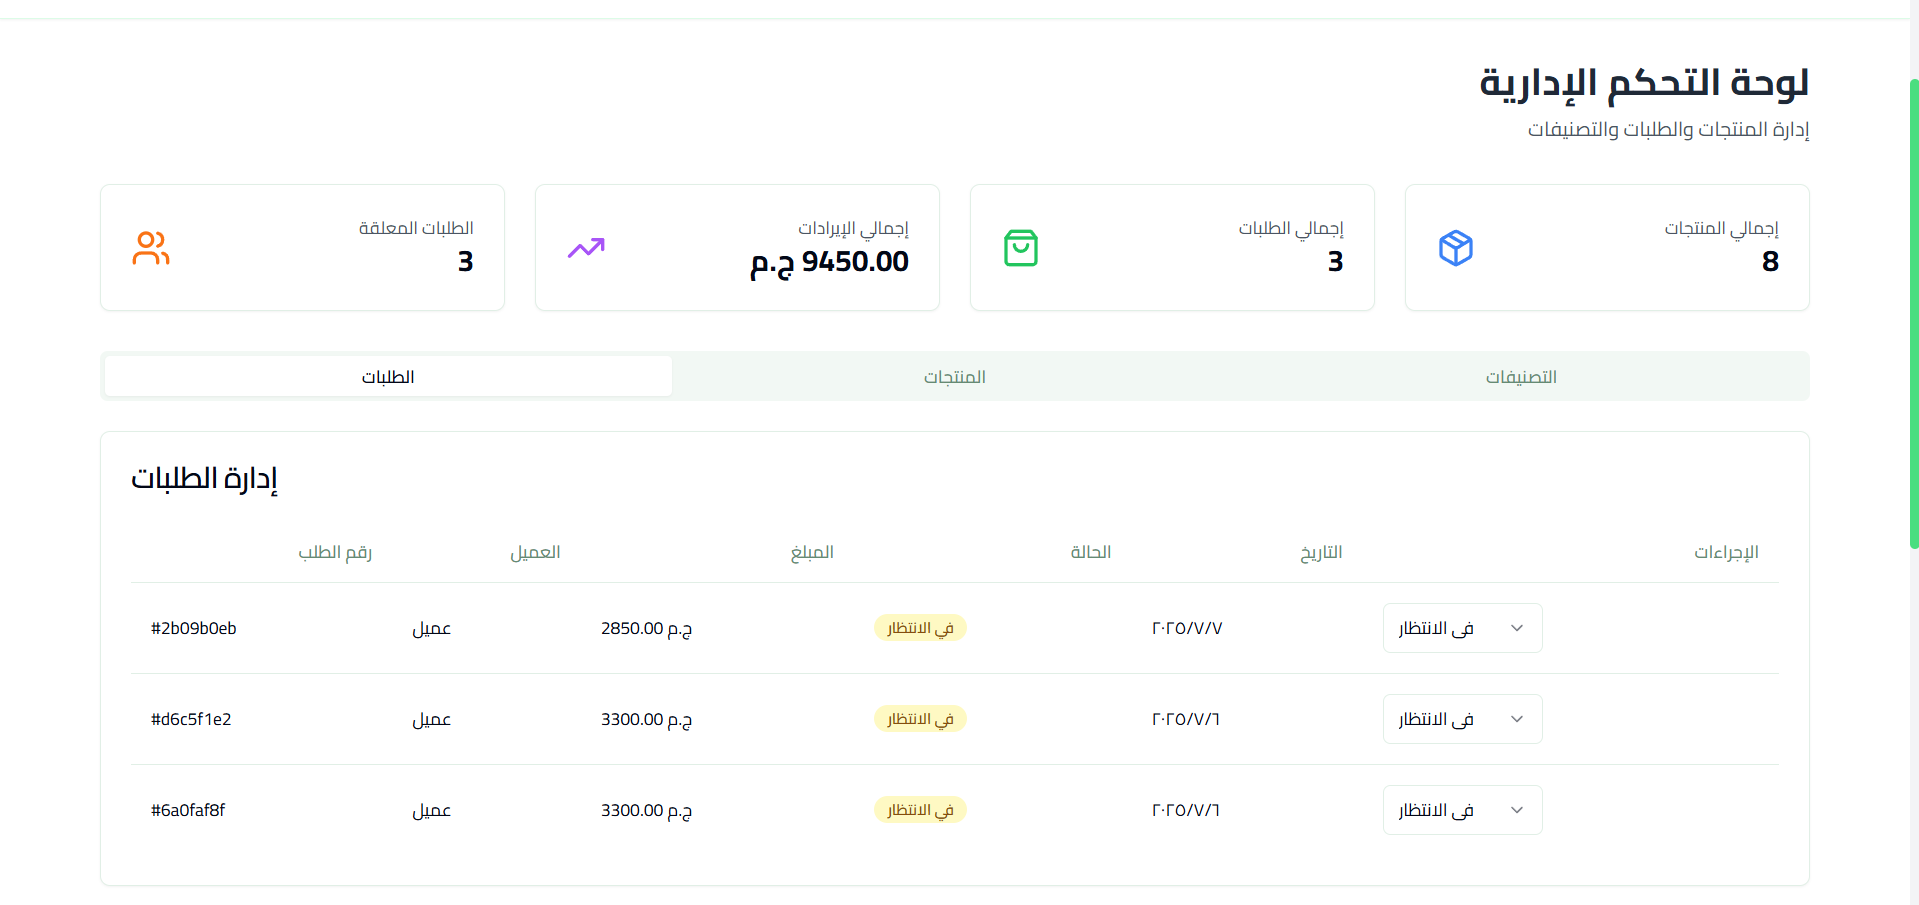 لوحة التحكم الإدارية
إدارة المنتجات والطلبات والتصنيفات
إجمالي المنتجات
8
إجمالي الطلبات
3
إجمالي الإيرادات
9450.00 ج.م
الطلبات المعلقة
3
التصنيفات
المنتجات
الطلبات
إدارة الطلبات
رقم الطلب العميل المبلغ الحالة التاريخ الإجراءات
#2b09b0eb عميل 2850.00 ج.م في الانتظار ٢٠٢٥/٧/٧ في الانتظار
#d6c5f1e2 عميل 3300.00 ج.م في الانتظار ٢٠٢٥/٧/٦ في الانتظار
#6a0faf8f عميل 3300.00 ج.م في الانتظار ٢٠٢٥/٧/٦ في الانتظار